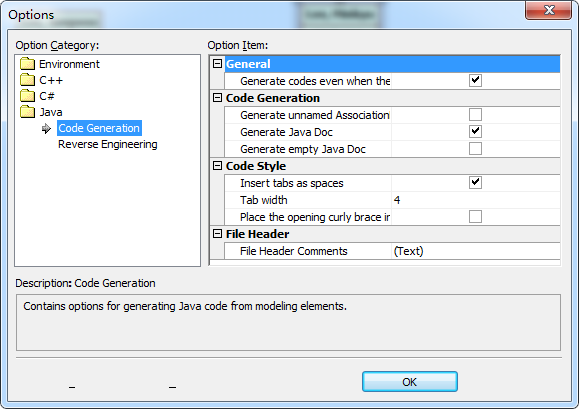 Options
Option Category:
Environment
C++
C#
Java
Code Generation
Reverse Engineering
Option Item:
General
Generate codes even when the
Code Generation
Generate unnamed Association
Generate Java Doc
Generate empty Java Doc
Code Style
Insert tabs as spaces
Tab width 4
Place the opening curly brace in
File Header
File Header Comments (Text)
Description: Code Generation
Contains options for generating Java code from modeling elements.
OK